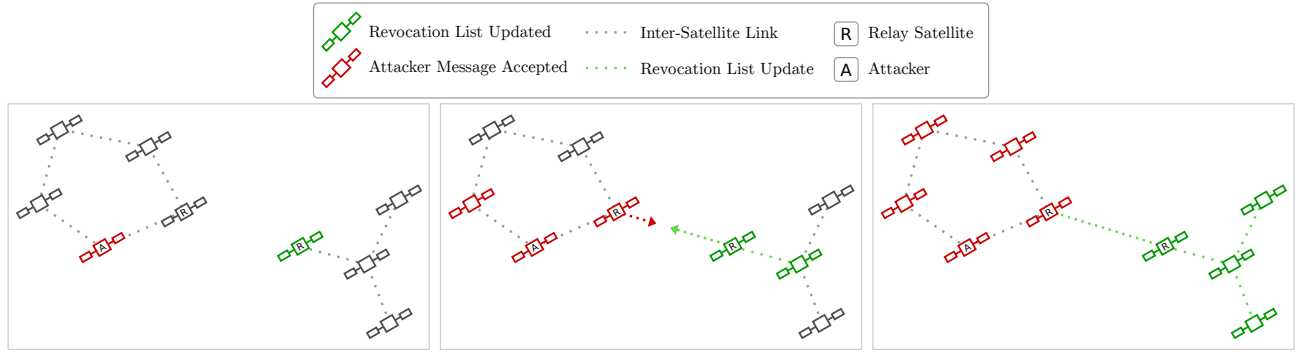 Revocation List Updated
Inter-Satellite Link
R Relay Satellite
Attacker Message Accepted
Revocation List Update
A Attacker
R
A
R
R
A
R
R
A
R